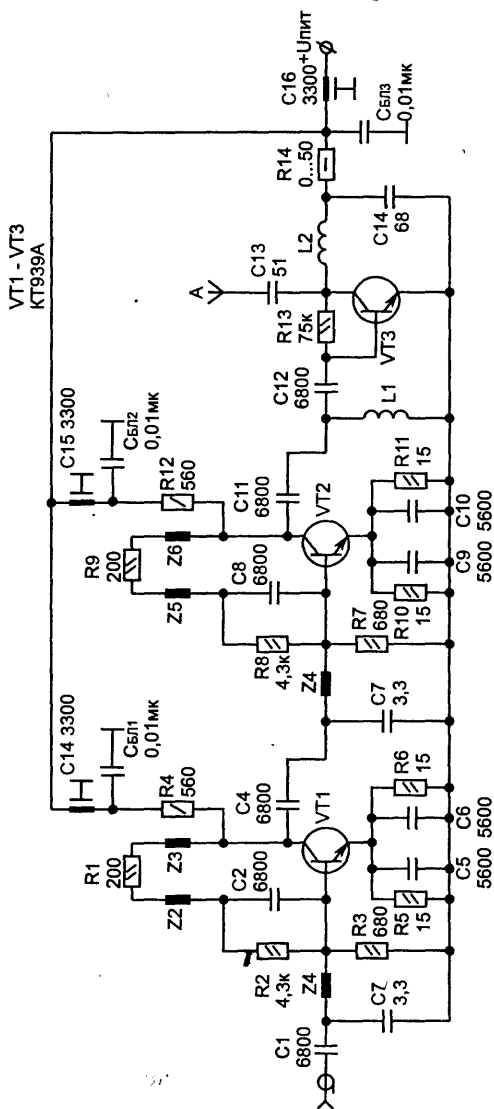 VT1 - VT3
КТ939А
C14 3300
Cбл1
0,01мк
R4
560
R1
200
Z3
Z2
C4
6800
VT1
C2
6800
R2
4,3к
Z4
C1
6800
R3
680
C7
3,3
R5
15
C5
5600
C6
5600
R6
15
C15 3300
Cбл2
0,01мк
R12
560
R9
200
Z6
Z5
C11
6800
VT2
C8
6800
R8
4,3к
Z4
R7
680
C7
3,3
R10
15
C9
5600
C10
5600
R11
15
L1
C12
6800
R13
75к
VT3
A
C13
51
L2
C14
68
R14
0...50
C16
3300
+Uпит
Cбл3
0,01мк